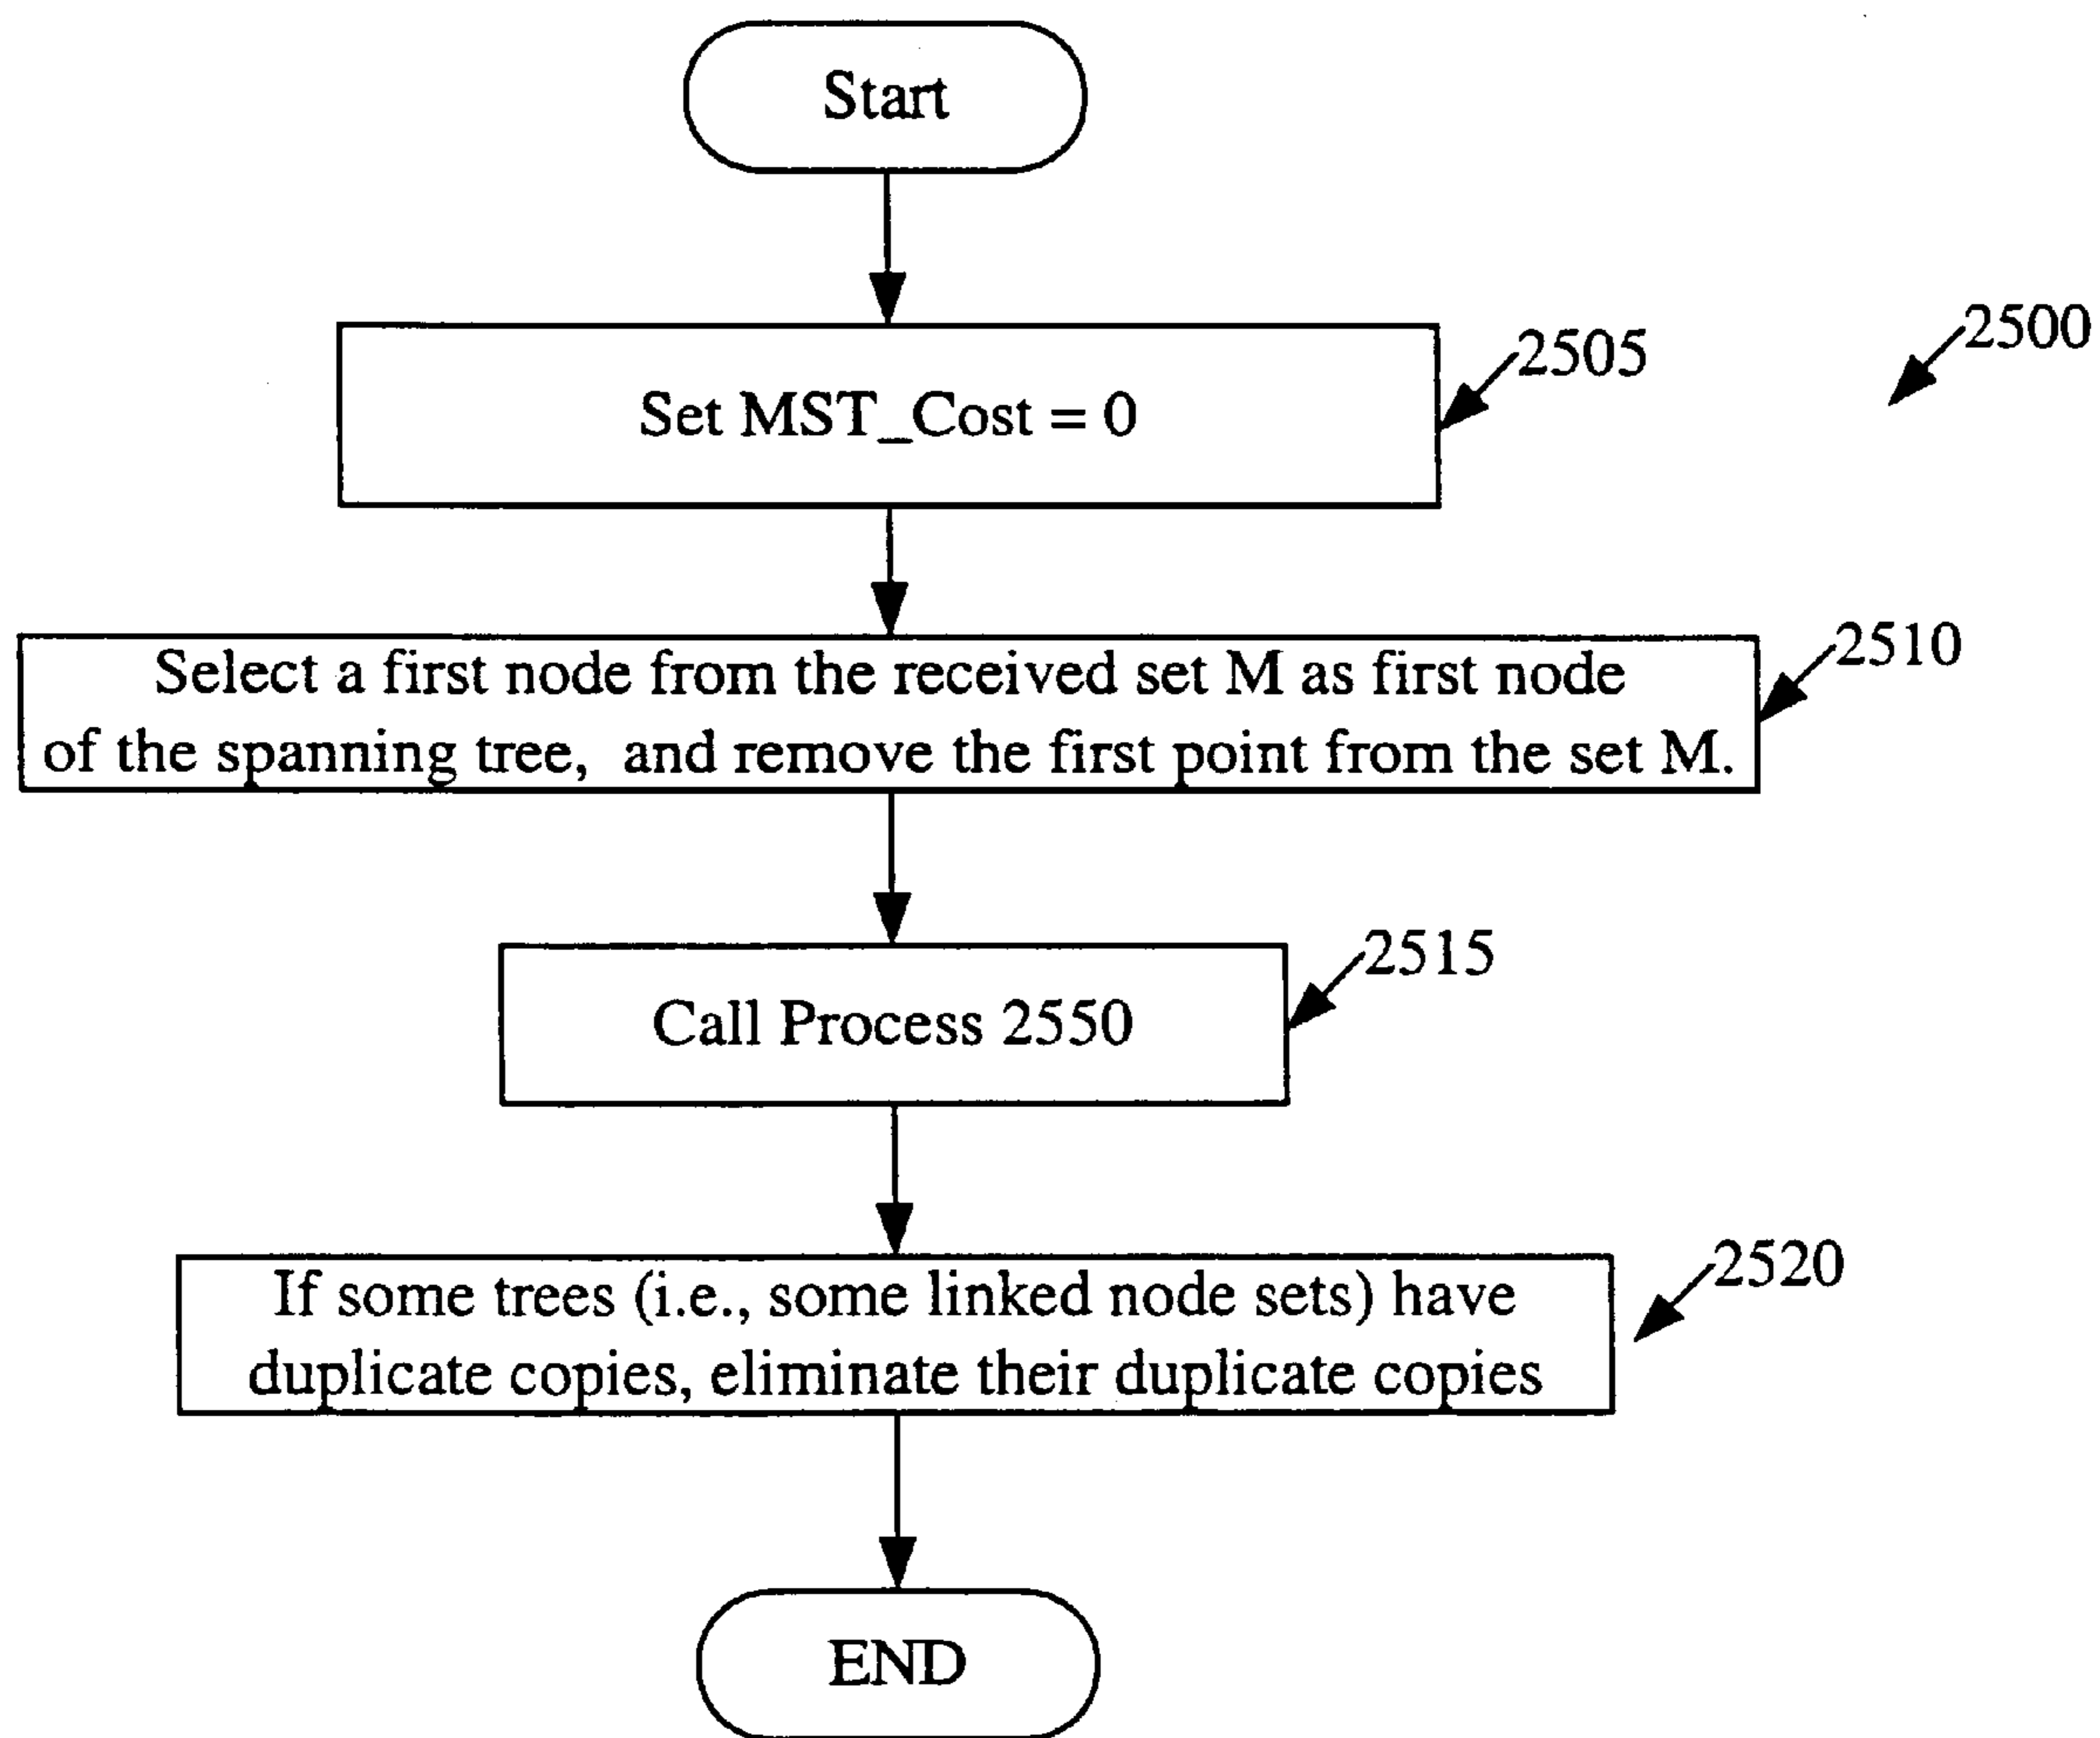 Start
2500
2505
Set MST_Cost = 0
2510
Select a first node from the received set M as first node
of the spanning tree, and remove the first point from the set M.
2515
Call Process 2550
2520
If some trees (i.e., some linked node sets) have
duplicate copies, eliminate their duplicate copies
END